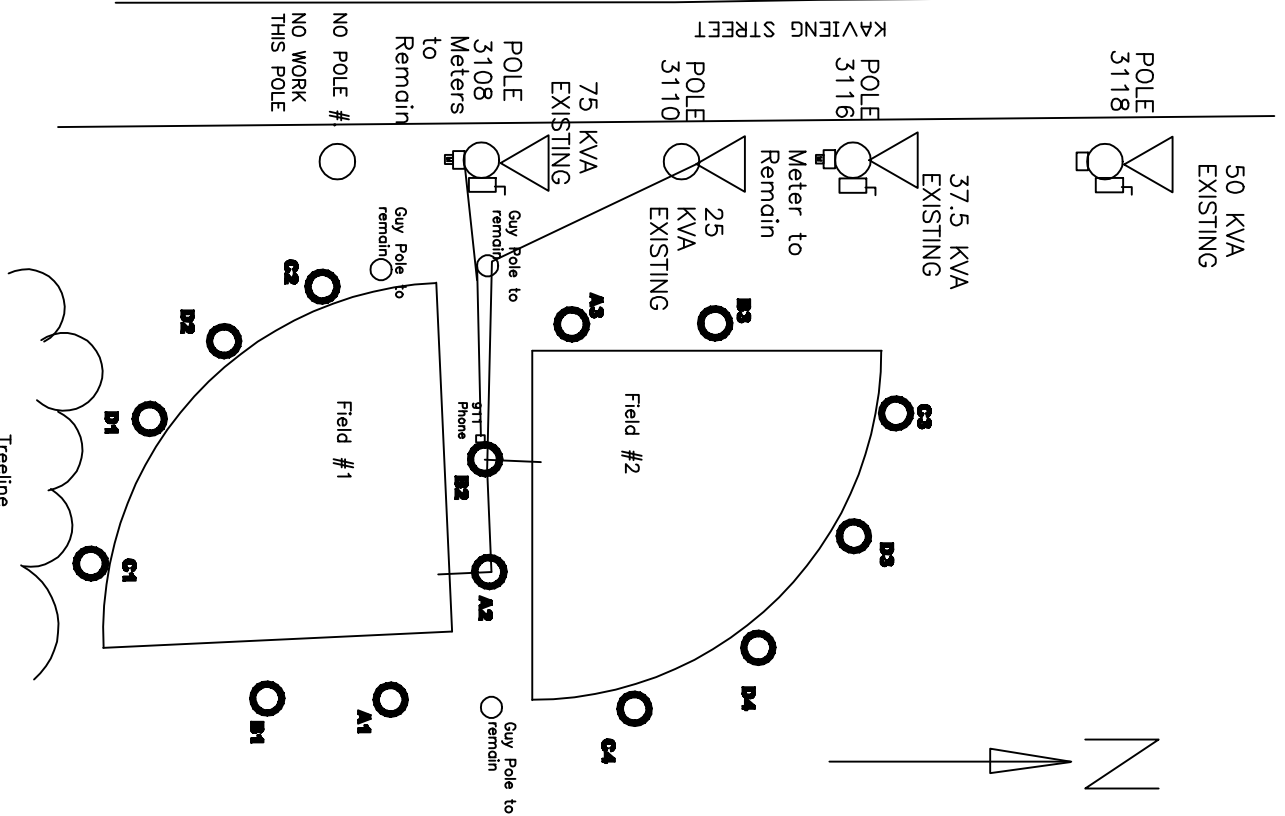 KAVIENG STREET
NO POLE #
NO WORK
THIS POLE
POLE
3108
Meters
to
Remain
75 KVA
EXISTING
POLE
3110
25
KVA
EXISTING
POLE
3116
Meter to
Remain
37.5 KVA
EXISTING
POLE
3118
50 KVA
EXISTING
Guy Pole to
remain
Guy Pole to
remain
C2
D2
D1
C1
B1
A1
Field #1
Treeline
911
Phone
B2
A2
A3
B3
C3
D3
D4
C4
Field #2
Guy Pole to
remain
N